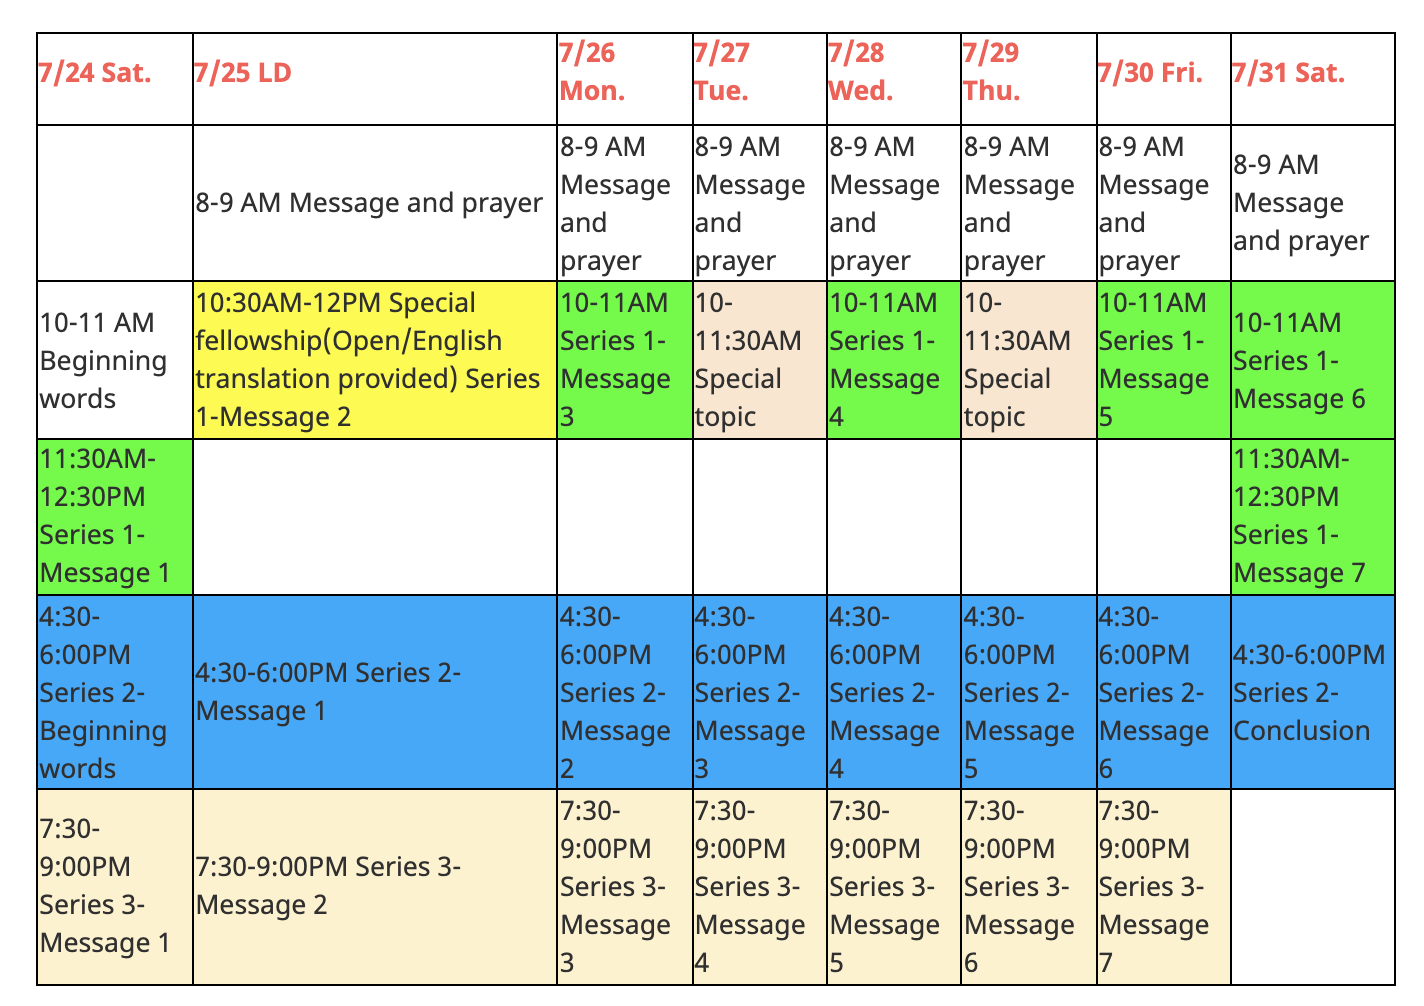 7/24 Sat.
7/25 LD
7/26
Mon.
7/27
Tue.
7/28
Wed.
7/29
Thu.
7/30 Fri.
7/31 Sat.
8-9 AM Message and prayer
8-9 AM
Message
and
prayer
8-9 AM
Message
and
prayer
8-9 AM
Message
and
prayer
8-9 AM
Message
and
prayer
8-9 AM
Message
and
prayer
8-9 AM
Message
and prayer
10-11 AM
Beginning
words
10:30AM-12PM Special
fellowship(Open/English
translation provided) Series
1-Message 2
10-11AM
Series 1-
Message
3
10-
11:30AM
Special
topic
10-11AM
Series 1-
Message
4
10-
11:30AM
Special
topic
10-11AM
Series 1-
Message
5
10-11AM
Series 1-
Message 6
11:30AM-
12:30PM
Series 1-
Message 1
11:30AM-
12:30PM
Series 1-
Message 7
4:30-
6:00PM
Series 2-
Beginning
words
4:30-6:00PM Series 2-
Message 1
4:30-
6:00PM
Series 2-
Message
2
4:30-
6:00PM
Series 2-
Message
3
4:30-
6:00PM
Series 2-
Message
4
4:30-
6:00PM
Series 2-
Message
5
4:30-
6:00PM
Series 2-
Message
6
4:30-6:00PM
Series 2-
Conclusion
7:30-
9:00PM
Series 3-
Message 1
7:30-9:00PM Series 3-
Message 2
7:30-
9:00PM
Series 3-
Message
3
7:30-
9:00PM
Series 3-
Message
4
7:30-
9:00PM
Series 3-
Message
5
7:30-
9:00PM
Series 3-
Message
6
7:30-
9:00PM
Series 3-
Message
7